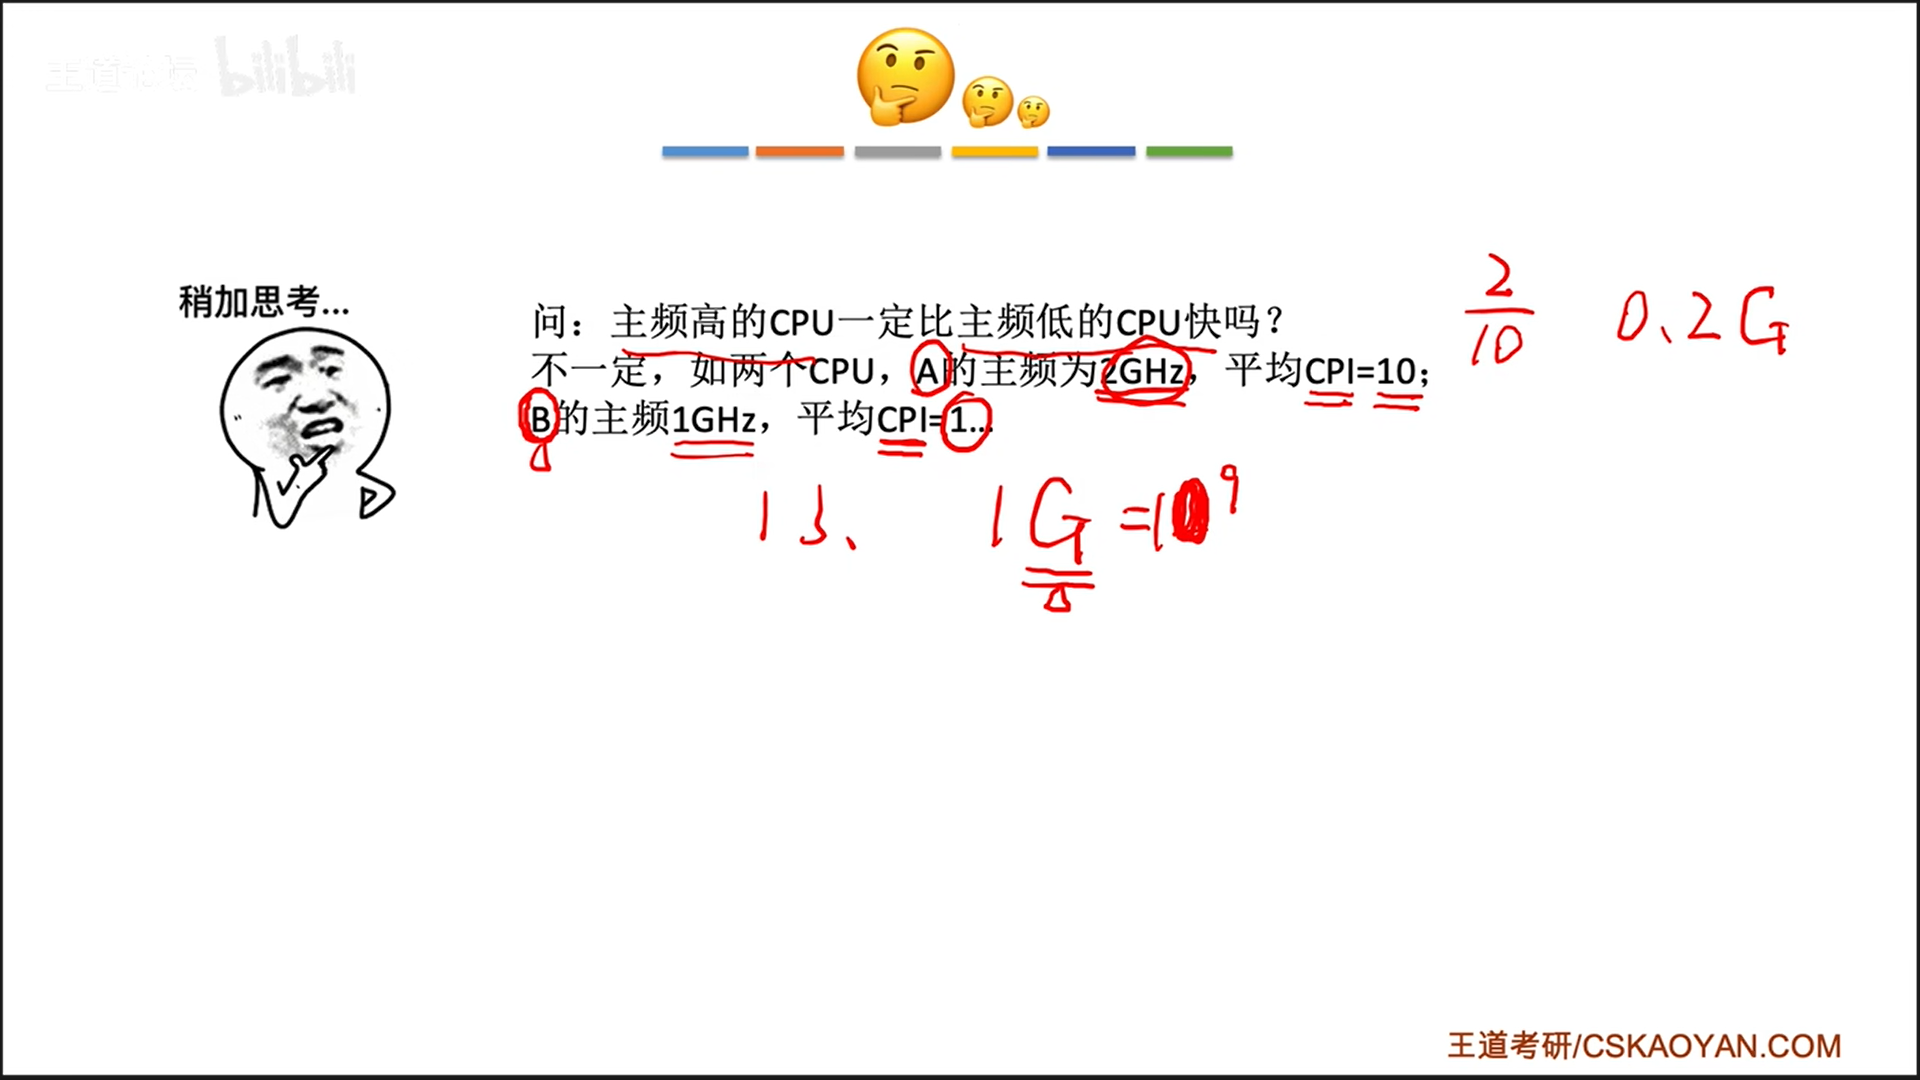 王道论坛 bilibili
稍加思考...
问：主频高的CPU一定比主频低的CPU快吗？
不一定，如两个CPU，A的主频为2GHz，平均CPI=10；
B的主频1GHz，平均CPI=1...
2
10
0.2G
1s
1G=10⁹
王道考研/CSKAOYAN.COM